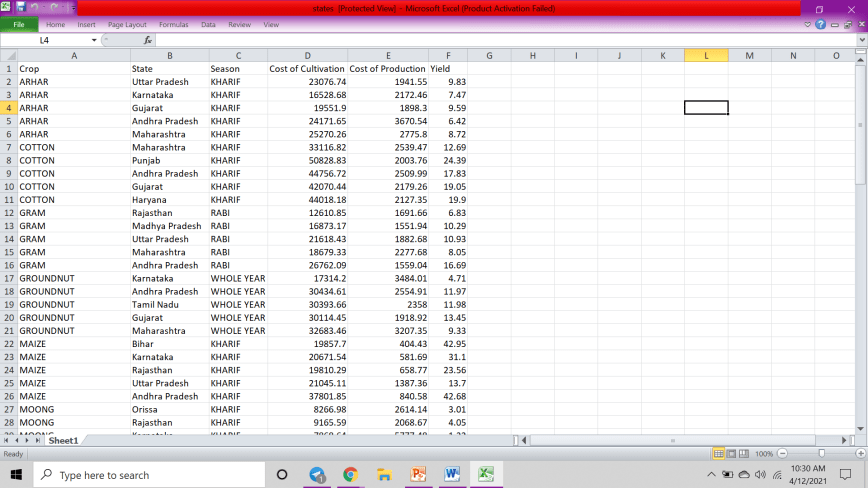 states  [Protected View]  -  Microsoft Excel (Product Activation Failed)
File Home Insert Page Layout Formulas Data Review View
L4 fx
A B C D E F G H I J K L M N O
1 Crop State Season Cost of Cultivation Cost of Production Yield
2 ARHAR Uttar Pradesh KHARIF 23076.74 1941.55 9.83
3 ARHAR Karnataka KHARIF 16528.68 2172.46 7.47
4 ARHAR Gujarat KHARIF 19551.9 1898.3 9.59
5 ARHAR Andhra Pradesh KHARIF 24171.65 3670.54 6.42
6 ARHAR Maharashtra KHARIF 25270.26 2775.8 8.72
7 COTTON Maharashtra KHARIF 33116.82 2539.47 12.69
8 COTTON Punjab KHARIF 50828.83 2003.76 24.39
9 COTTON Andhra Pradesh KHARIF 44756.72 2509.99 17.83
10 COTTON Gujarat KHARIF 42070.44 2179.26 19.05
11 COTTON Haryana KHARIF 44018.18 2127.35 19.9
12 GRAM Rajasthan RABI 12610.85 1691.66 6.83
13 GRAM Madhya Pradesh RABI 16873.17 1551.94 10.29
14 GRAM Uttar Pradesh RABI 21618.43 1882.68 10.93
15 GRAM Maharashtra RABI 18679.33 2277.68 8.05
16 GRAM Andhra Pradesh RABI 26762.09 1559.04 16.69
17 GROUNDNUT Karnataka WHOLE YEAR 17314.2 3484.01 4.71
18 GROUNDNUT Andhra Pradesh WHOLE YEAR 30434.61 2554.91 11.97
19 GROUNDNUT Tamil Nadu WHOLE YEAR 30393.66 2358 11.98
20 GROUNDNUT Gujarat WHOLE YEAR 30114.45 1918.92 13.45
21 GROUNDNUT Maharashtra WHOLE YEAR 32683.46 3207.35 9.33
22 MAIZE Bihar KHARIF 19857.7 404.43 42.95
23 MAIZE Karnataka KHARIF 20671.54 581.69 31.1
24 MAIZE Rajasthan KHARIF 19810.29 658.77 23.56
25 MAIZE Uttar Pradesh KHARIF 21045.11 1387.36 13.7
26 MAIZE Andhra Pradesh KHARIF 37801.85 840.58 42.68
27 MOONG Orissa KHARIF 8266.98 2614.14 3.01
28 MOONG Rajasthan KHARIF 9165.59 2068.67 4.05
Sheet1
Ready 100%
Type here to search 10:30 AM
4/12/2021